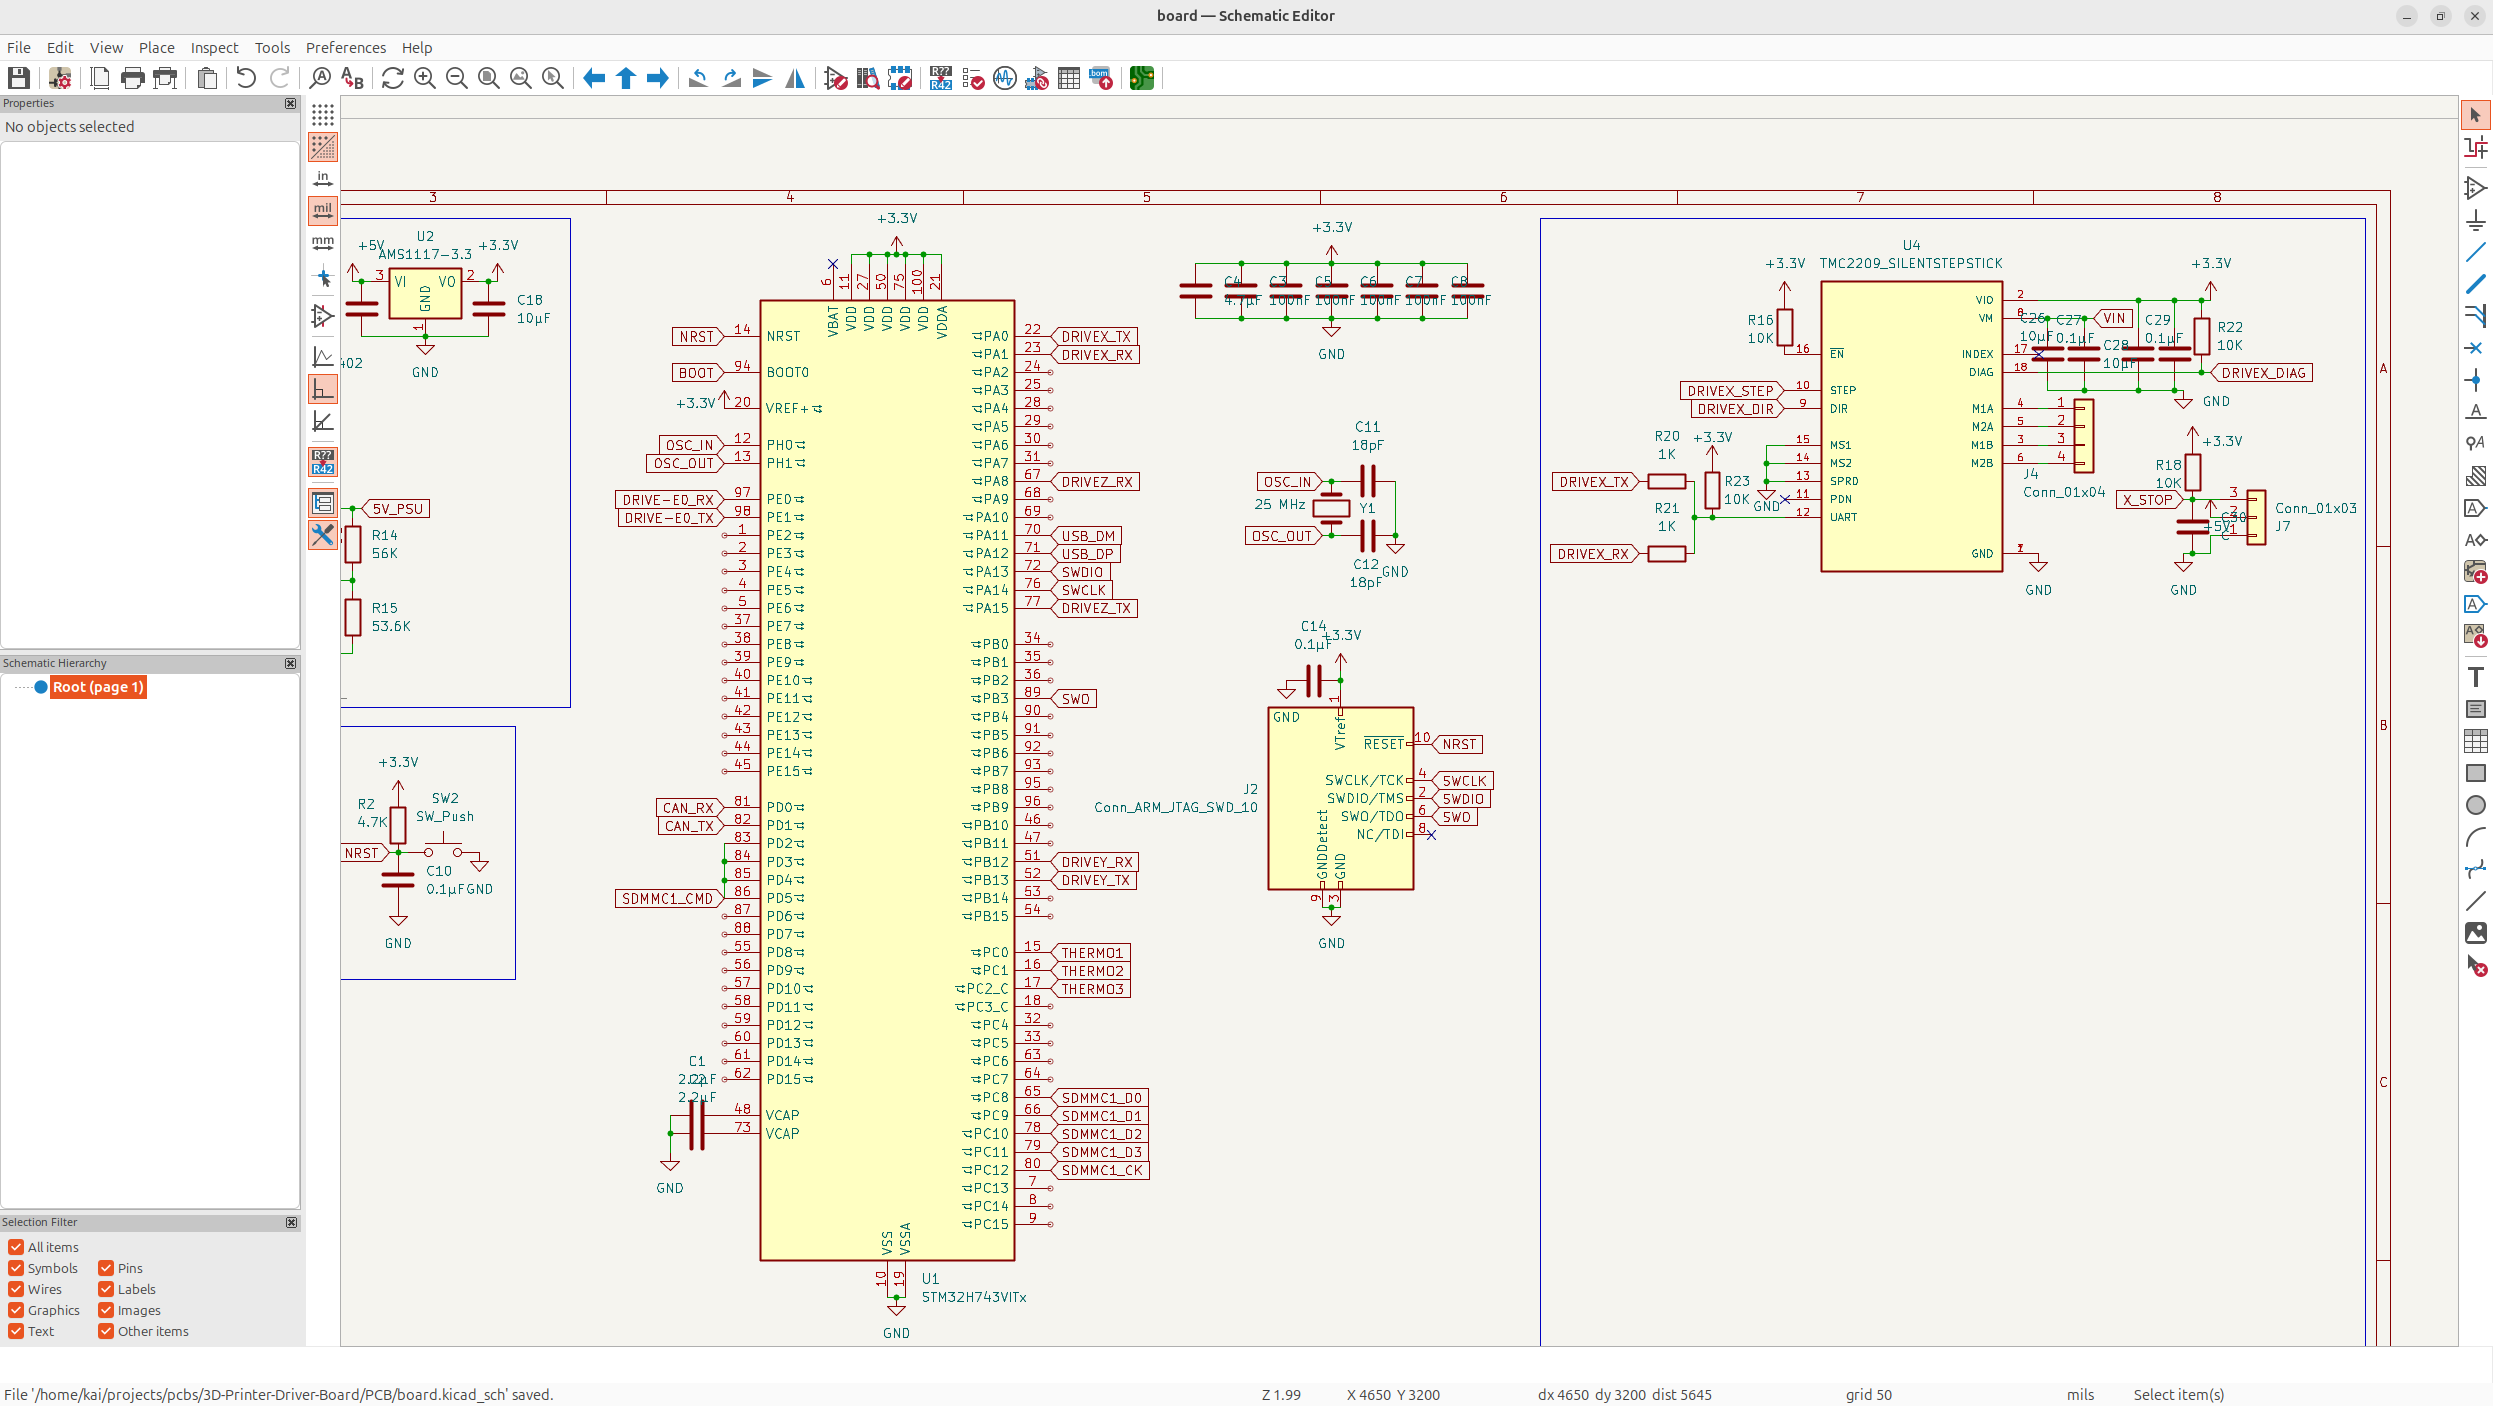 board — Schematic Editor
File Edit View Place Inspect Tools Preferences Help
Properties
No objects selected
in
mil
mm
R??
R42
Schematic Hierarchy
Root (page 1)
Selection Filter
All items
Symbols Pins
Wires Labels
Graphics Images
Text Other items
3 4 5 6 7 8
A
B
C
+5V
U2
AMS1117-3.3
+3.3V
3 VI VO 2
GND
1
C18
10µF
GND
402
5V_PSU
R14
56K
R15
53.6K
+3.3V
R2
4.7K
SW2
SW_Push
NRST
C10
0.1µF GND
GND
+3.3V
6 11 27 50 75 100 21
VBAT VDD VDD VDD VDD VDD VDDA
NRST 14 NRST
BOOT 94 BOOT0
+3.3V 20 VREF+
OSC_IN 12 PH0
OSC_OUT 13 PH1
DRIVE-E0_RX 97 PE0
DRIVE-E0_TX 98 PE1
1 PE2
2 PE3
3 PE4
4 PE5
5 PE6
37 PE7
38 PE8
39 PE9
40 PE10
41 PE11
42 PE12
43 PE13
44 PE14
45 PE15
CAN_RX 81 PD0
CAN_TX 82 PD1
83 PD2
84 PD3
85 PD4
SDMMC1_CMD 86 PD5
87 PD6
88 PD7
55 PD8
56 PD9
57 PD10
58 PD11
59 PD12
60 PD13
61 PD14
62 PD15
C1
2.2µF
48 VCAP
73 VCAP
GND
PA0 22 DRIVEX_TX
PA1 23 DRIVEX_RX
PA2 24
PA3 25
PA4 28
PA5 29
PA6 30
PA7 31
PA8 67 DRIVEZ_RX
PA9 68
PA10 69
PA11 70 USB_DM
PA12 71 USB_DP
PA13 72 SWDIO
PA14 76 SWCLK
PA15 77 DRIVEZ_TX
PB0 34
PB1 35
PB2 36
PB3 89 SWO
PB4 90
PB5 91
PB6 92
PB7 93
PB8 95
PB9 96
PB10 46
PB11 47
PB12 51 DRIVEY_RX
PB13 52 DRIVEY_TX
PB14 53
PB15 54
PC0 15 THERMO1
PC1 16 THERMO2
PC2_C 17 THERMO3
PC3_C 18
PC4 32
PC5 33
PC6 63
PC7 64
PC8 65 SDMMC1_D0
PC9 66 SDMMC1_D1
PC10 78 SDMMC1_D2
PC11 79 SDMMC1_D3
PC12 80 SDMMC1_CK
PC13 7
PC14 8
PC15 9
VSS VSSA
10 19
U1
STM32H743VITx
GND
+3.3V
C4 C3 C5 C6 C7 C8
4.7µF 100nF 100nF 100nF 100nF 100nF
GND
C11
18pF
OSC_IN
25 MHz Y1
OSC_OUT
C12
18pF
GND
C14
0.1µF
+3.3V
1
GND
VTref
RESET 10 NRST
SWCLK/TCK 4 SWCLK
SWDIO/TMS 2 SWDIO
SWO/TDO 6 SWO
NC/TDI 8
GNDDetect GND
9 3
J2
Conn_ARM_JTAG_SWD_10
GND
U4
TMC2209_SILENTSTEPSTICK
+3.3V
R16
10K
16 EN
DRIVEX_STEP 10 STEP
DRIVEX_DIR 9 DIR
15 MS1
14 MS2
13 SPRD
11 PDN
12 UART
GND
R20
1K
+3.3V
DRIVEX_TX
R23
10K
R21
1K
DRIVEX_RX
VIO 2
VM
INDEX 17
DIAG 18
M1A 4 1
M2A 5 2
M1B 3 3
M2B 6 4
GND
GND
+3.3V
C26
10µF
C27
0.1µF
VIN
C28
10µF
C29
0.1µF
R22
10K
DRIVEX_DIAG
GND
J4
Conn_01x04
+3.3V
R18
10K
X_STOP
3
2
1
C30
C
+5V
Conn_01x03
J7
GND
File '/home/kai/projects/pcbs/3D-Printer-Driver-Board/PCB/board.kicad_sch' saved.
Z 1.99 X 4650 Y 3200 dx 4650 dy 3200 dist 5645 grid 50 mils Select item(s)